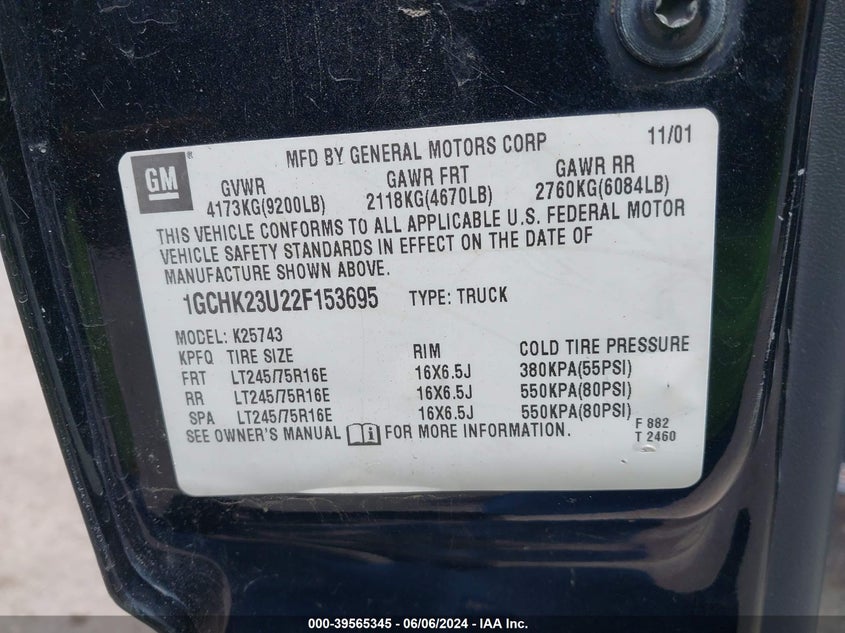 MFD BY GENERAL MOTORS CORP 11/01
GM®
GVWR GAWR FRT GAWR RR
4173KG(9200LB) 2118KG(4670LB) 2760KG(6084LB)
THIS VEHICLE CONFORMS TO ALL APPLICABLE U.S. FEDERAL MOTOR
VEHICLE SAFETY STANDARDS IN EFFECT ON THE DATE OF
MANUFACTURE SHOWN ABOVE.
1GCHK23U22F153695 TYPE: TRUCK
MODEL: K25743
KPFQ TIRE SIZE RIM COLD TIRE PRESSURE
FRT LT245/75R16E 16X6.5J 380KPA(55PSI)
RR LT245/75R16E 16X6.5J 550KPA(80PSI)
SPA LT245/75R16E 16X6.5J 550KPA(80PSI)
SEE OWNER'S MANUAL FOR MORE INFORMATION.
F 882
T 2460
000-39565345 - 06/06/2024 - IAA Inc.